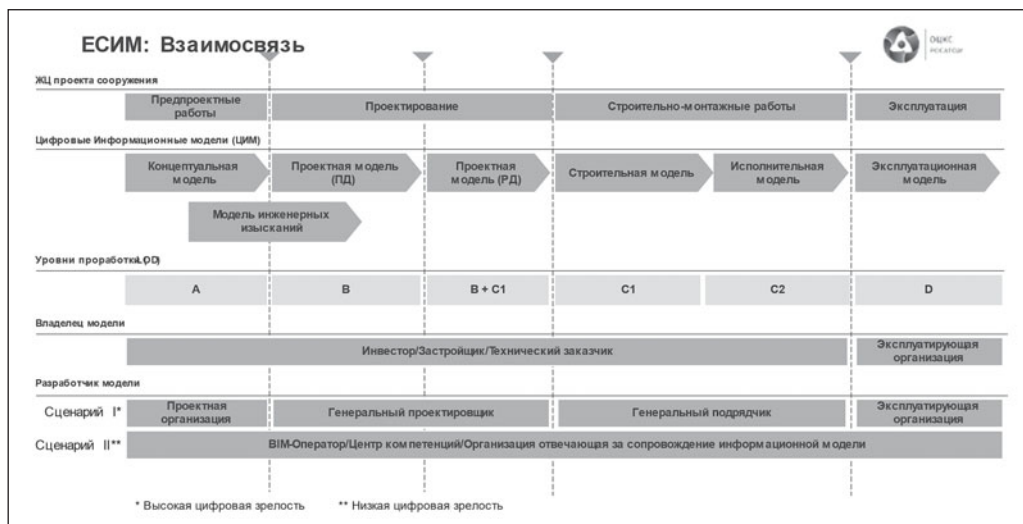 ЕСИМ: Взаимосвязь
ОЦКС
РОСАТОМ
ЖЦ проекта сооружения
Предпроектные
работы
Проектирование
Строительно-монтажные работы
Эксплуатация
Цифровые Информационные модели (ЦИМ)
Концептуальная
модель
Проектная модель
(ПД)
Проектная
модель (РД)
Строительная модель
Исполнительная
модель
Эксплуатационная
модель
Модель инженерных
изысканий
Уровни проработки(LOD)
A
B
B + C1
C1
C2
D
Владелец модели
Инвестор/Застройщик/Технический заказчик
Эксплуатирующая
организация
Разработчик модели
Сценарий I*
Проектная
организация
Генеральный проектировщик
Генеральный подрядчик
Эксплуатирующая
организация
Сценарий II**
BIM-Оператор/Центр компетенций/Организация отвечающая за сопровождение информационной модели
* Высокая цифровая зрелость
** Низкая цифровая зрелость